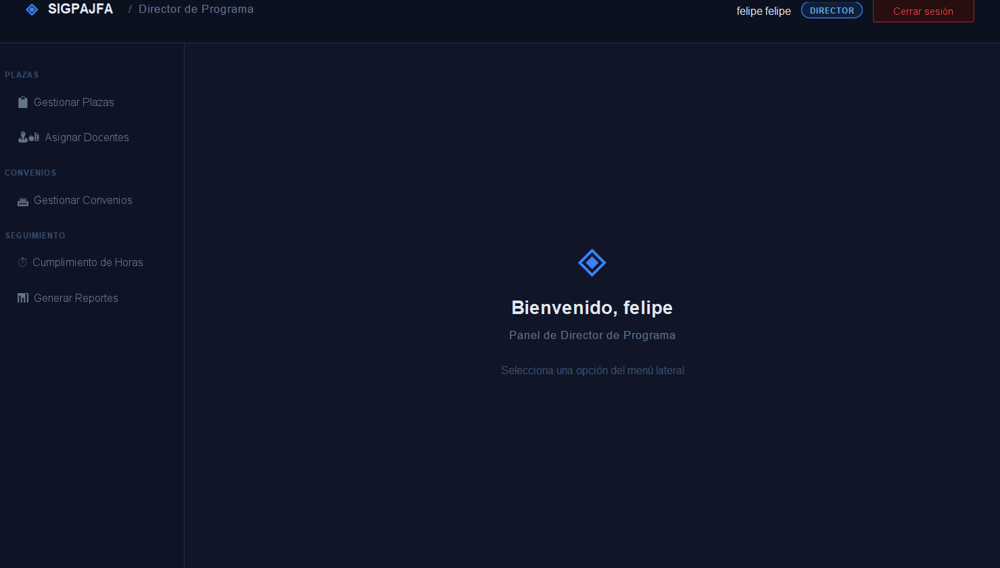 SIGPAJFA / Director de Programa
felipe felipe DIRECTOR Cerrar sesión
PLAZAS
Gestionar Plazas
Asignar Docentes
CONVENIOS
Gestionar Convenios
SEGUIMIENTO
Cumplimiento de Horas
Generar Reportes
Bienvenido, felipe
Panel de Director de Programa
Selecciona una opción del menú lateral